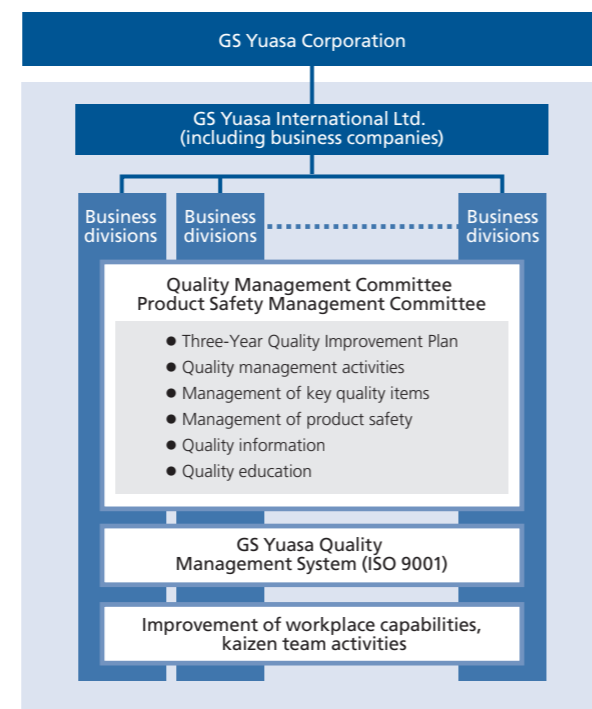 GS Yuasa Corporation
GS Yuasa International Ltd.
(including business companies)
Business
divisions
Business
divisions
Business
divisions
Quality Management Committee
Product Safety Management Committee
● Three-Year Quality Improvement Plan
● Quality management activities
● Management of key quality items
● Management of product safety
● Quality information
● Quality education
GS Yuasa Quality
Management System (ISO 9001)
Improvement of workplace capabilities,
kaizen team activities